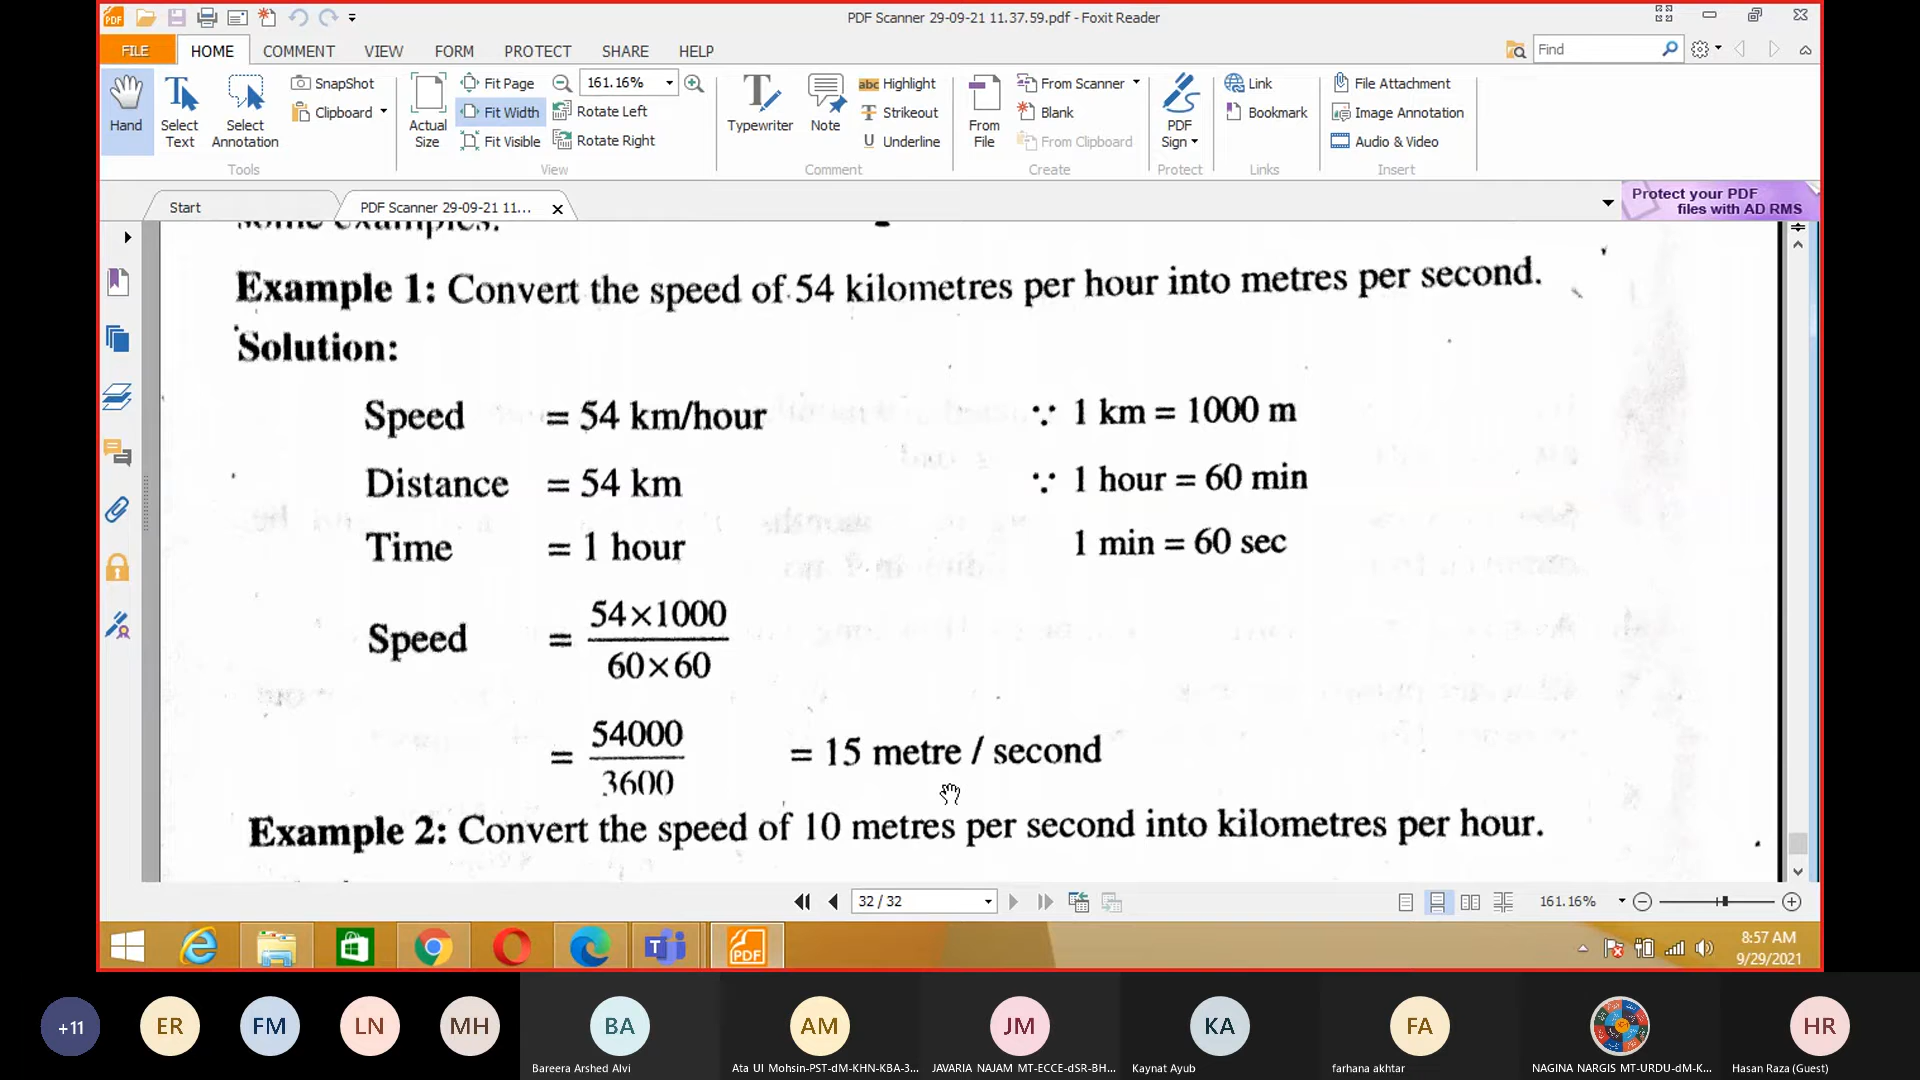 PDF Scanner 29-09-21 11.37.59.pdf - Foxit Reader
FILE HOME COMMENT VIEW FORM PROTECT SHARE HELP
Find
Hand
Select Text
Select Annotation
SnapShot
Clipboard
Tools
Actual Size
Fit Page
Fit Width
Fit Visible
161.16%
Rotate Left
Rotate Right
View
Typewriter
Note
abc Highlight
T Strikeout
U Underline
Comment
From File
From Scanner
Blank
From Clipboard
Create
PDF Sign
Protect
Link
Bookmark
Links
File Attachment
Image Annotation
Audio & Video
Insert
Start
PDF Scanner 29-09-21 11...
Protect your PDF
files with AD RMS
some examples.
Example 1: Convert the speed of 54 kilometres per hour into metres per second.
Solution:
Speed = 54 km/hour ∵ 1 km = 1000 m
Distance = 54 km ∵ 1 hour = 60 min
Time = 1 hour 1 min = 60 sec
Speed = 54×1000
60×60
= 54000 = 15 metre / second
3600
Example 2: Convert the speed of 10 metres per second into kilometres per hour.
32 / 32
161.16%
PDF
8:57 AM
9/29/2021
+11
ER
FM
LN
MH
BA
AM
JM
KA
FA
HR
Bareera Arshed Alvi
Ata Ul Mohsin-PST-dM-KHN-KBA-3...
JAVARIA NAJAM MT-ECCE-dSR-BH...
Kaynat Ayub
farhana akhtar
NAGINA NARGIS MT-URDU-dM-K...
Hasan Raza (Guest)